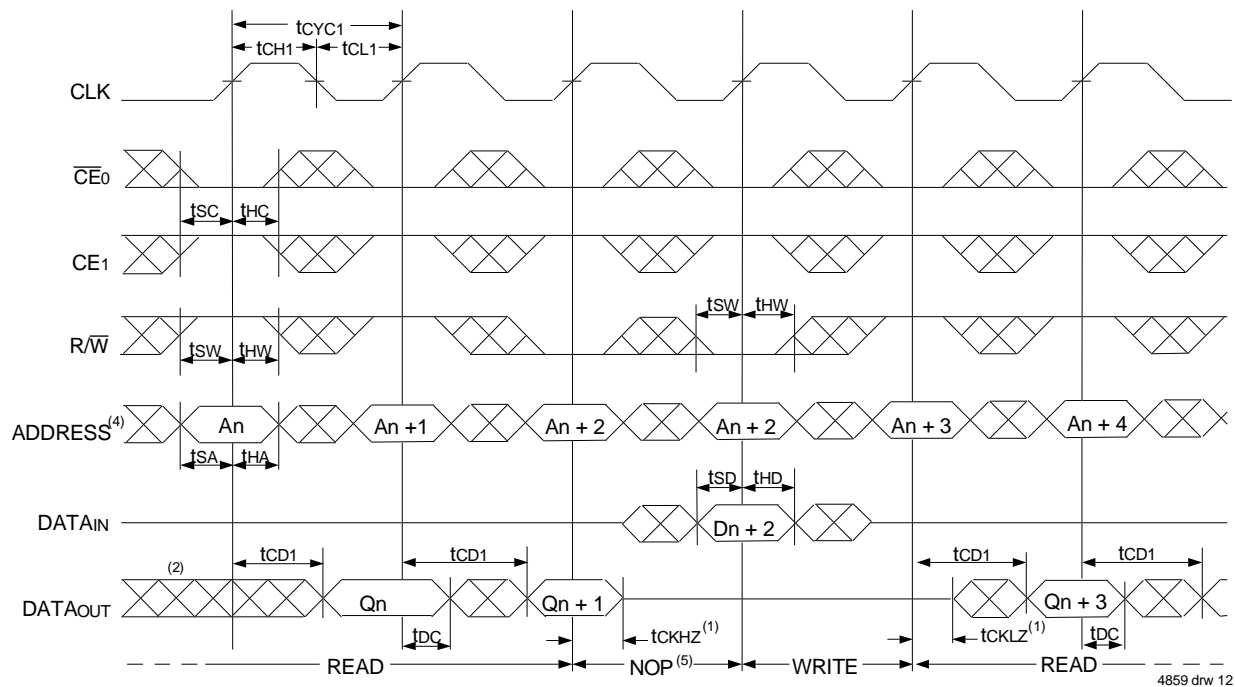 tCYC1
tCH1 tCL1
CLK
CE0
tSC tHC
CE1
tSW tHW
R/W
tSW tHW
ADDRESS(4) An An +1 An + 2 An + 2 An + 3 An + 4
tSA tHA
tSD tHD
DATAIN Dn + 2
(2) tCD1 tCD1 tCD1 tCD1
DATAOUT Qn Qn + 1 Qn + 3
tDC tCKHZ(1) tCKLZ(1) tDC
READ NOP(5) WRITE READ
4859 drw 12